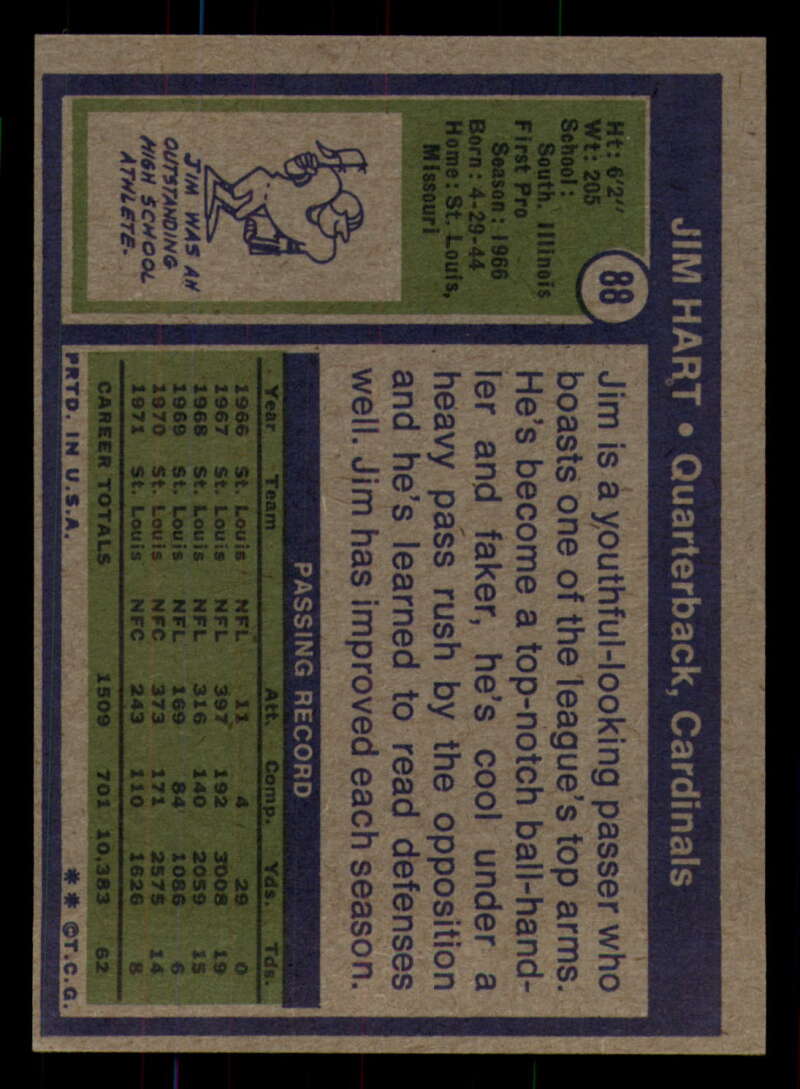 JIM HART • Quarterback, Cardinals
88
Ht: 6'2"
Wt: 205
School:
South. Illinois
First Pro
Season: 1966
Born: 4-29-44
Home: St. Louis,
Missouri
JIM WAS AN
OUTSTANDING
HIGH SCHOOL
ATHLETE.
Jim is a youthful-looking passer who
boasts one of the league's top arms.
He's become a top-notch ball-hand-
ler and faker, he's cool under a
heavy pass rush by the opposition
and he's learned to read defenses
well. Jim has improved each season.
PASSING RECORD
Year Team Att. Comp. Yds. Tds.
1966 St. Louis NFL 11 4 29 0
1967 St. Louis NFL 397 192 3008 19
1968 St. Louis NFL 316 140 2059 15
1969 St. Louis NFL 169 84 1086 6
1970 St. Louis NFC 373 171 2575 14
1971 St. Louis NFC 243 110 1626 8
CAREER TOTALS 1509 701 10,383 62
PRTD. IN U.S.A. ** ©T.C.G.